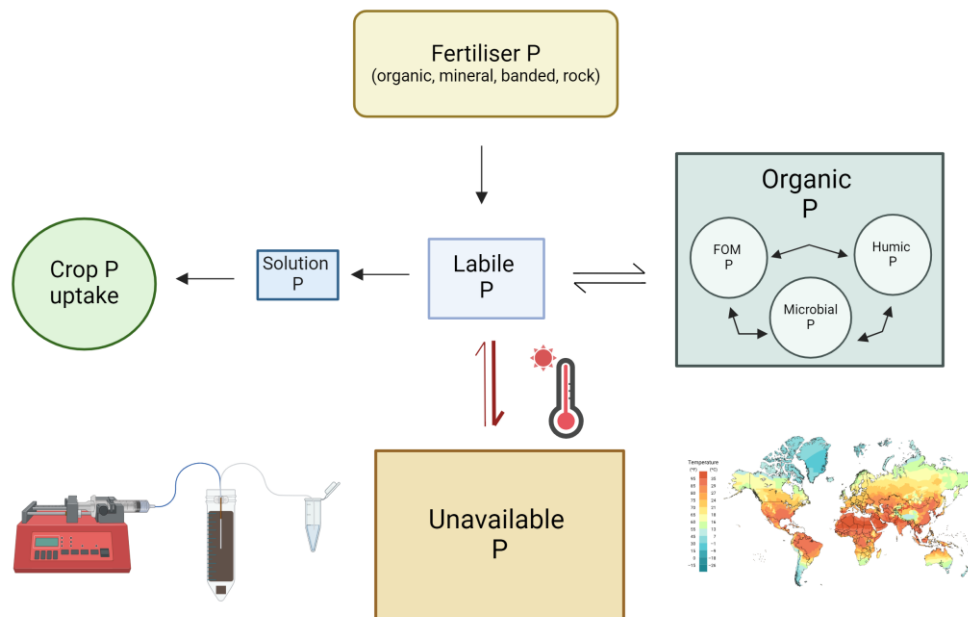 Fertiliser P
(organic, mineral, banded, rock)
Organic
P
FOM
P
Humic
P
Microbial
P
Crop P
uptake
Solution
P
Labile
P
Unavailable
P
Temperature
(°F) (°C)